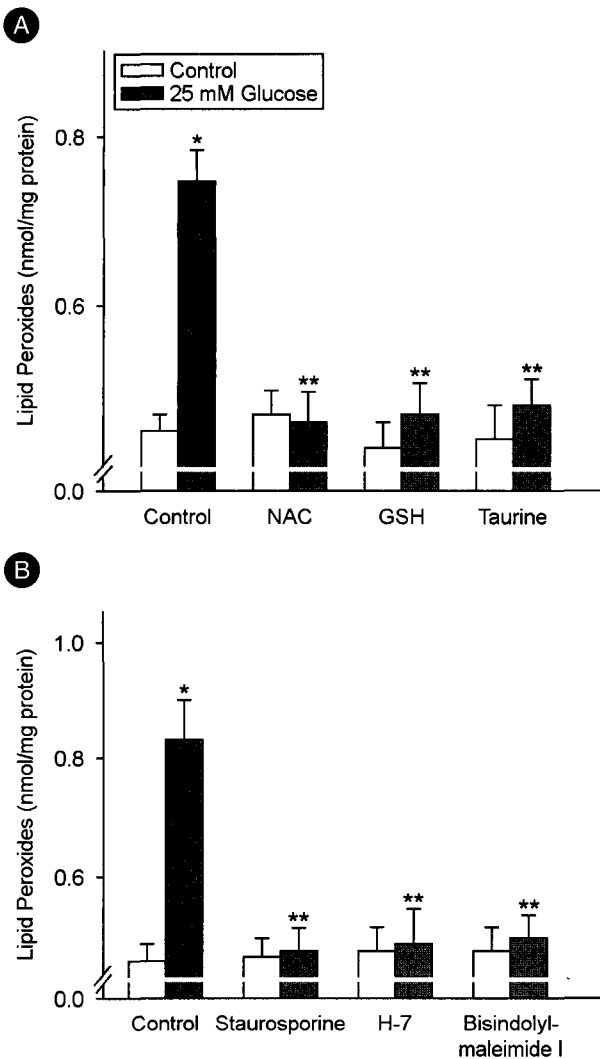 A
Control
25 mM Glucose
Lipid Peroxides (nmol/mg protein)
0.8
0.6
0.0
*
**
**
**
Control NAC GSH Taurine
B
Lipid Peroxides (nmol/mg protein)
1.0
0.8
0.6
0.0
*
**
**
**
Control Staurosporine H-7 Bisindolyl-
maleimide I